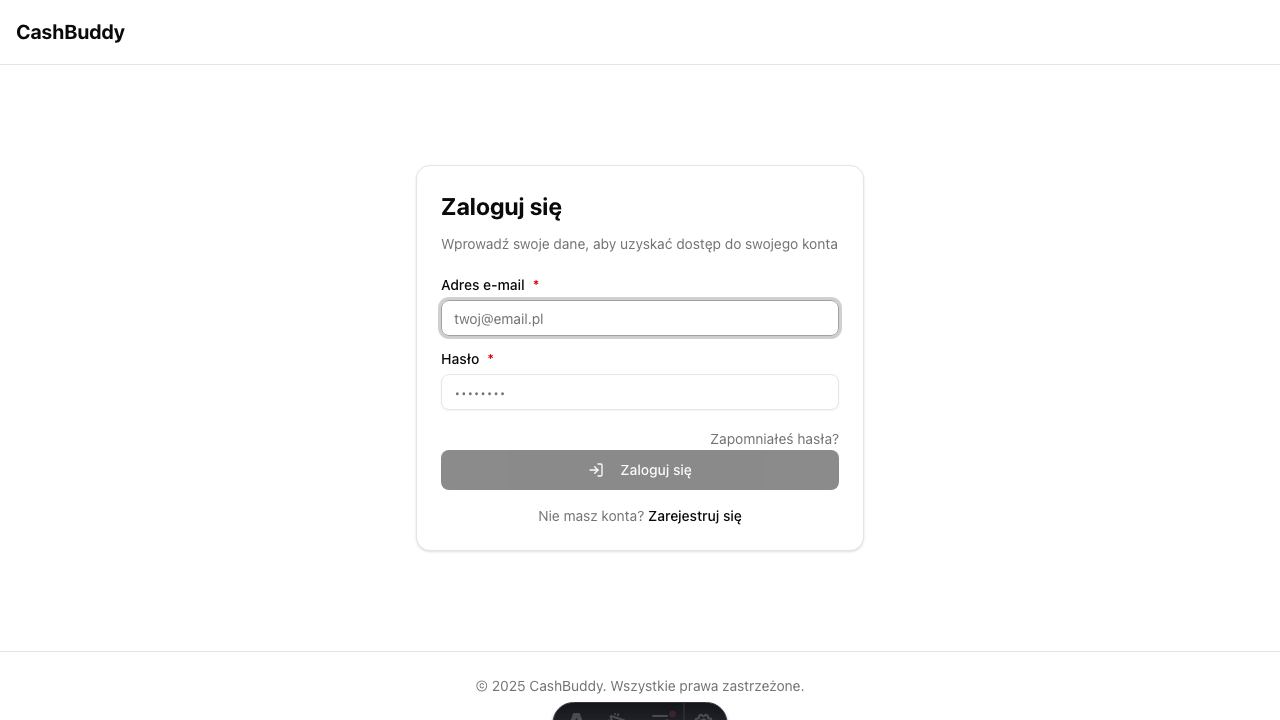 CashBuddy
Zaloguj się
Wprowadź swoje dane, aby uzyskać dostęp do swojego konta
Adres e-mail *
twoj@email.pl
Hasło *
••••••••
Zapomniałeś hasła?
Zaloguj się
Nie masz konta? Zarejestruj się
© 2025 CashBuddy. Wszystkie prawa zastrzeżone.